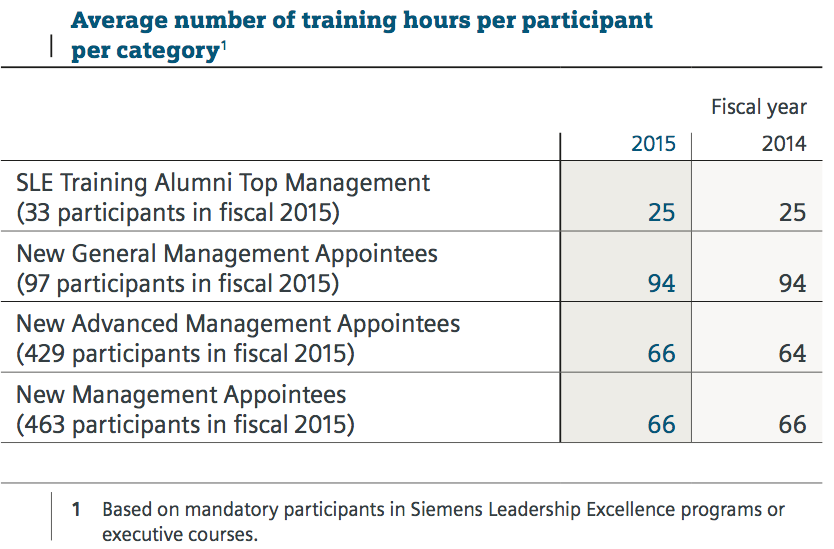 Average number of training hours per participant
per category1
Fiscal year
2015 2014
SLE Training Alumni Top Management
(33 participants in fiscal 2015) 25 25
New General Management Appointees
(97 participants in fiscal 2015) 94 94
New Advanced Management Appointees
(429 participants in fiscal 2015) 66 64
New Management Appointees
(463 participants in fiscal 2015) 66 66
1 Based on mandatory participants in Siemens Leadership Excellence programs or
executive courses.